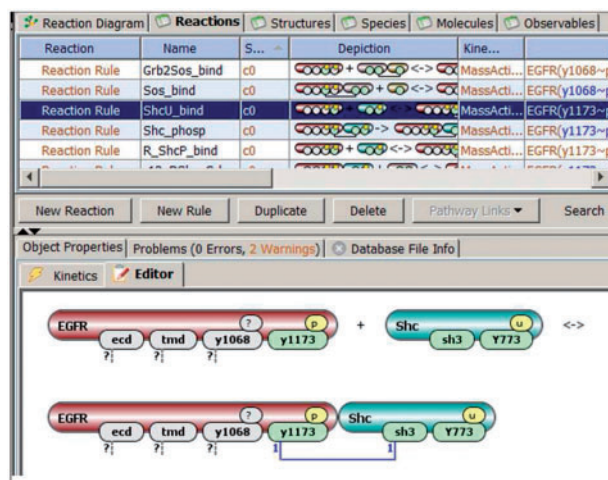 Reaction Diagram Reactions Structures Species Molecules Observables
Reaction Name S... Depiction Kine...
Reaction Rule Grb2Sos_bind c0 + <-> MassActi... EGFR(y1068~p
Reaction Rule Sos_bind c0 + <-> MassActi... EGFR(y1068~p
Reaction Rule ShcU_bind c0 + <-> MassActi... EGFR(y1173~p
Reaction Rule Shc_phosp c0 -> MassActi... EGFR(y1173~p
Reaction Rule R_ShcP_bind c0 + <-> MassActi... EGFR(y1173~p
New Reaction New Rule Duplicate Delete Pathway Links Search
Object Properties Problems (0 Errors, 2 Warnings) Database File Info
Kinetics Editor
? p u
EGFR + Shc <->
ecd tmd y1068 y1173 sh3 Y773
? ? ?
? p u
EGFR Shc
ecd tmd y1068 y1173 sh3 Y773
? ? ? 1 1